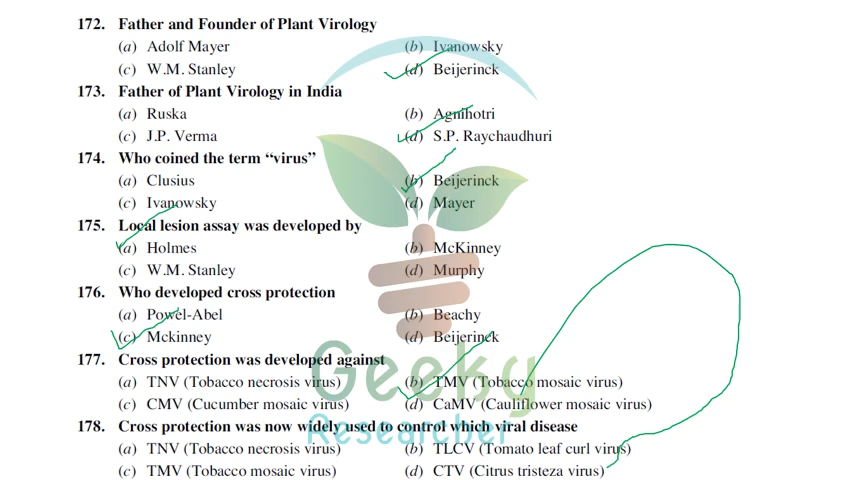 172. Father and Founder of Plant Virology
(a) Adolf Mayer (b) Ivanowsky
(c) W.M. Stanley (d) Beijerinck
173. Father of Plant Virology in India
(a) Ruska (b) Agnihotri
(c) J.P. Verma (d) S.P. Raychaudhuri
174. Who coined the term “virus”
(a) Clusius (b) Beijerinck
(c) Ivanowsky (d) Mayer
175. Local lesion assay was developed by
(a) Holmes (b) McKinney
(c) W.M. Stanley (d) Murphy
176. Who developed cross protection
(a) Powel-Abel (b) Beachy
(c) Mckinney (d) Beijerinck
177. Cross protection was developed against
(a) TNV (Tobacco necrosis virus) (b) TMV (Tobacco mosaic virus)
(c) CMV (Cucumber mosaic virus) (d) CaMV (Cauliflower mosaic virus)
178. Cross protection was now widely used to control which viral disease
(a) TNV (Tobacco necrosis virus) (b) TLCV (Tomato leaf curl virus)
(c) TMV (Tobacco mosaic virus) (d) CTV (Citrus tristeza virus)
Geeky
Researcher